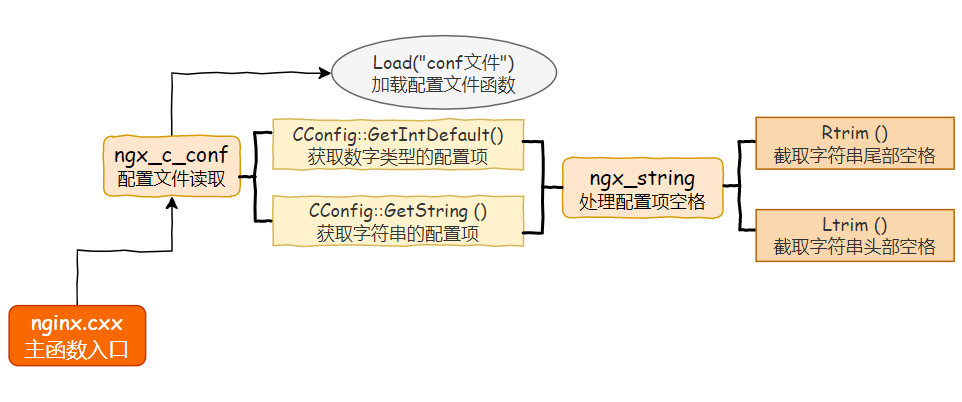 Load("conf文件")
加载配置文件函数
ngx_c_conf
配置文件读取
CConfig::GetIntDefault()
获取数字类型的配置项
CConfig::GetString ()
获取字符串的配置项
ngx_string
处理配置项空格
Rtrim ()
截取字符串尾部空格
Ltrim ()
截取字符串头部空格
nginx.cxx
主函数入口